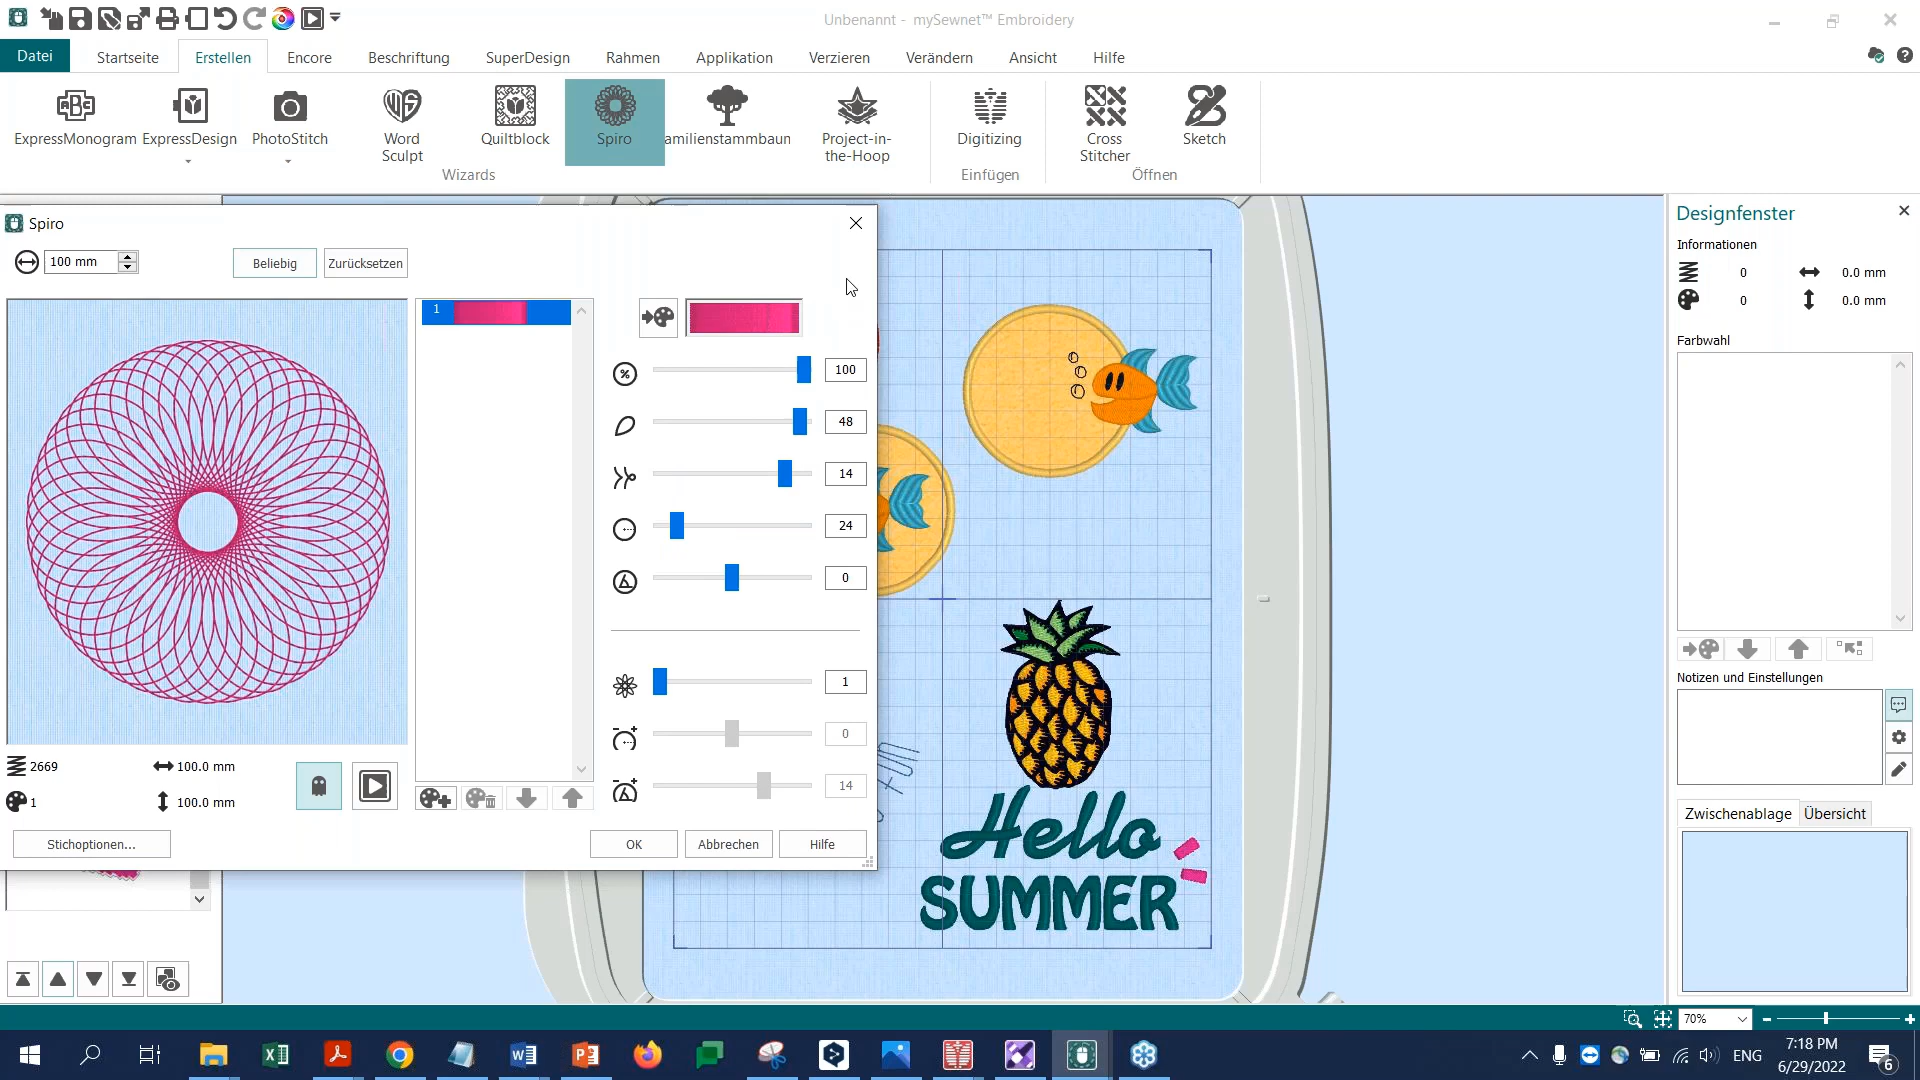 Unbenannt - mySewnet™ Embroidery
Datei Startseite Erstellen Encore Beschriftung SuperDesign Rahmen Applikation Verzieren Verändern Ansicht Hilfe
ExpressMonogram ExpressDesign PhotoStitch Word Sculpt Quiltblock Spiro amilienstammbaun Project-in-the-Hoop Digitizing Cross Stitcher Sketch
Wizards Einfügen Öffnen
Spiro
100 mm Beliebig Zurücksetzen
1
100
48
14
24
0
1
0
14
2669 100.0 mm
1 100.0 mm
Stichoptionen... OK Abbrechen Hilfe
Hello
SUMMER
Designfenster
Informationen
0 0.0 mm
0 0.0 mm
Farbwahl
Notizen und Einstellungen
Zwischenablage Übersicht
70%
ENG
7:18 PM
6/29/2022
6